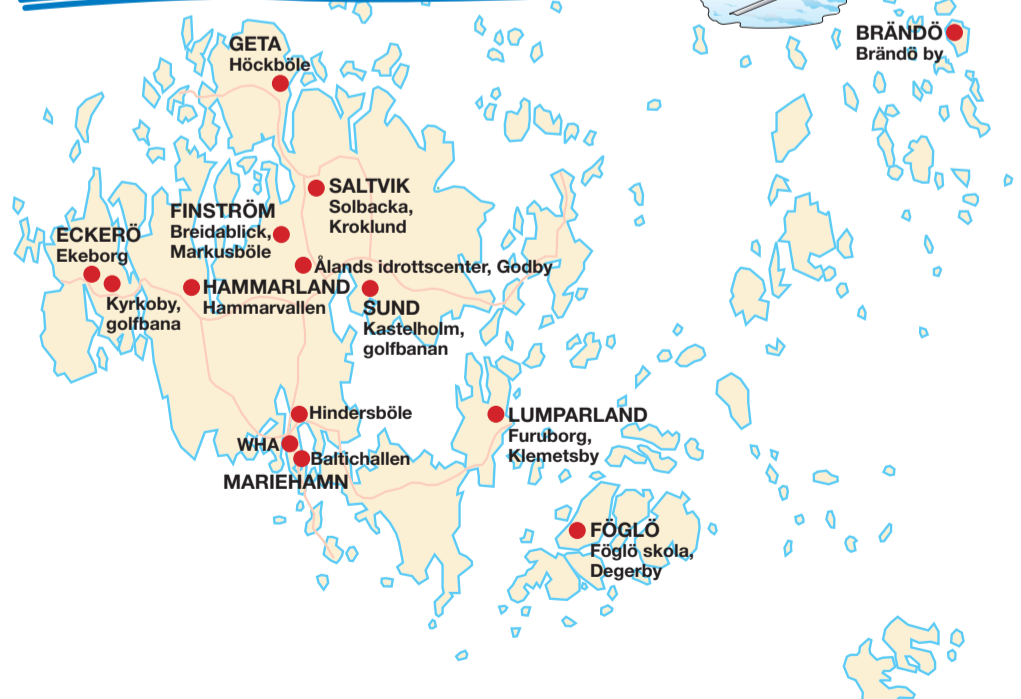 BRÄNDÖ
Brändö by
GETA
Höckböle
SALTVIK
Solbacka,
Kroklund
FINSTRÖM
Breidablick,
Markusböle
ECKERÖ
Ekeborg
Kyrkoby,
golfbana
Ålands idrottscenter, Godby
HAMMARLAND
Hammarvallen
SUND
Kastelholm,
golfbanan
Hindersböle
WHA
Baltichallen
MARIEHAMN
LUMPARLAND
Furuborg,
Klemetsby
FÖGLÖ
Föglö skola,
Degerby